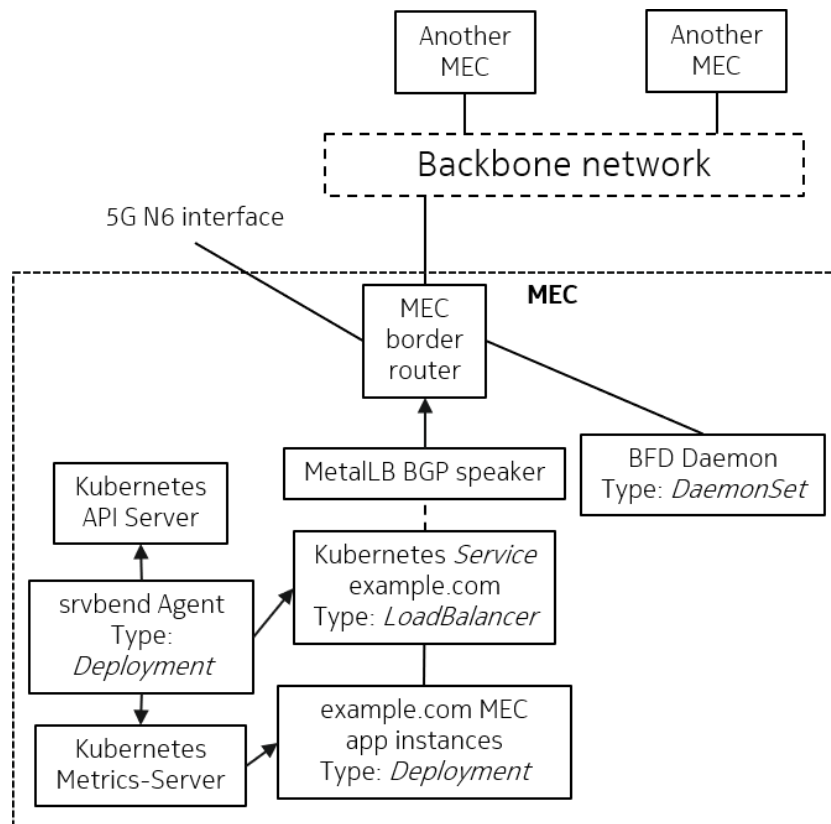 Another
MEC
Another
MEC
Backbone network
5G N6 interface
MEC
MEC
border
router
MetalLB BGP speaker
BFD Daemon
Type: DaemonSet
Kubernetes
API Server
Kubernetes Service
example.com
Type: LoadBalancer
srvbend Agent
Type:
Deployment
example.com MEC
app instances
Type: Deployment
Kubernetes
Metrics-Server